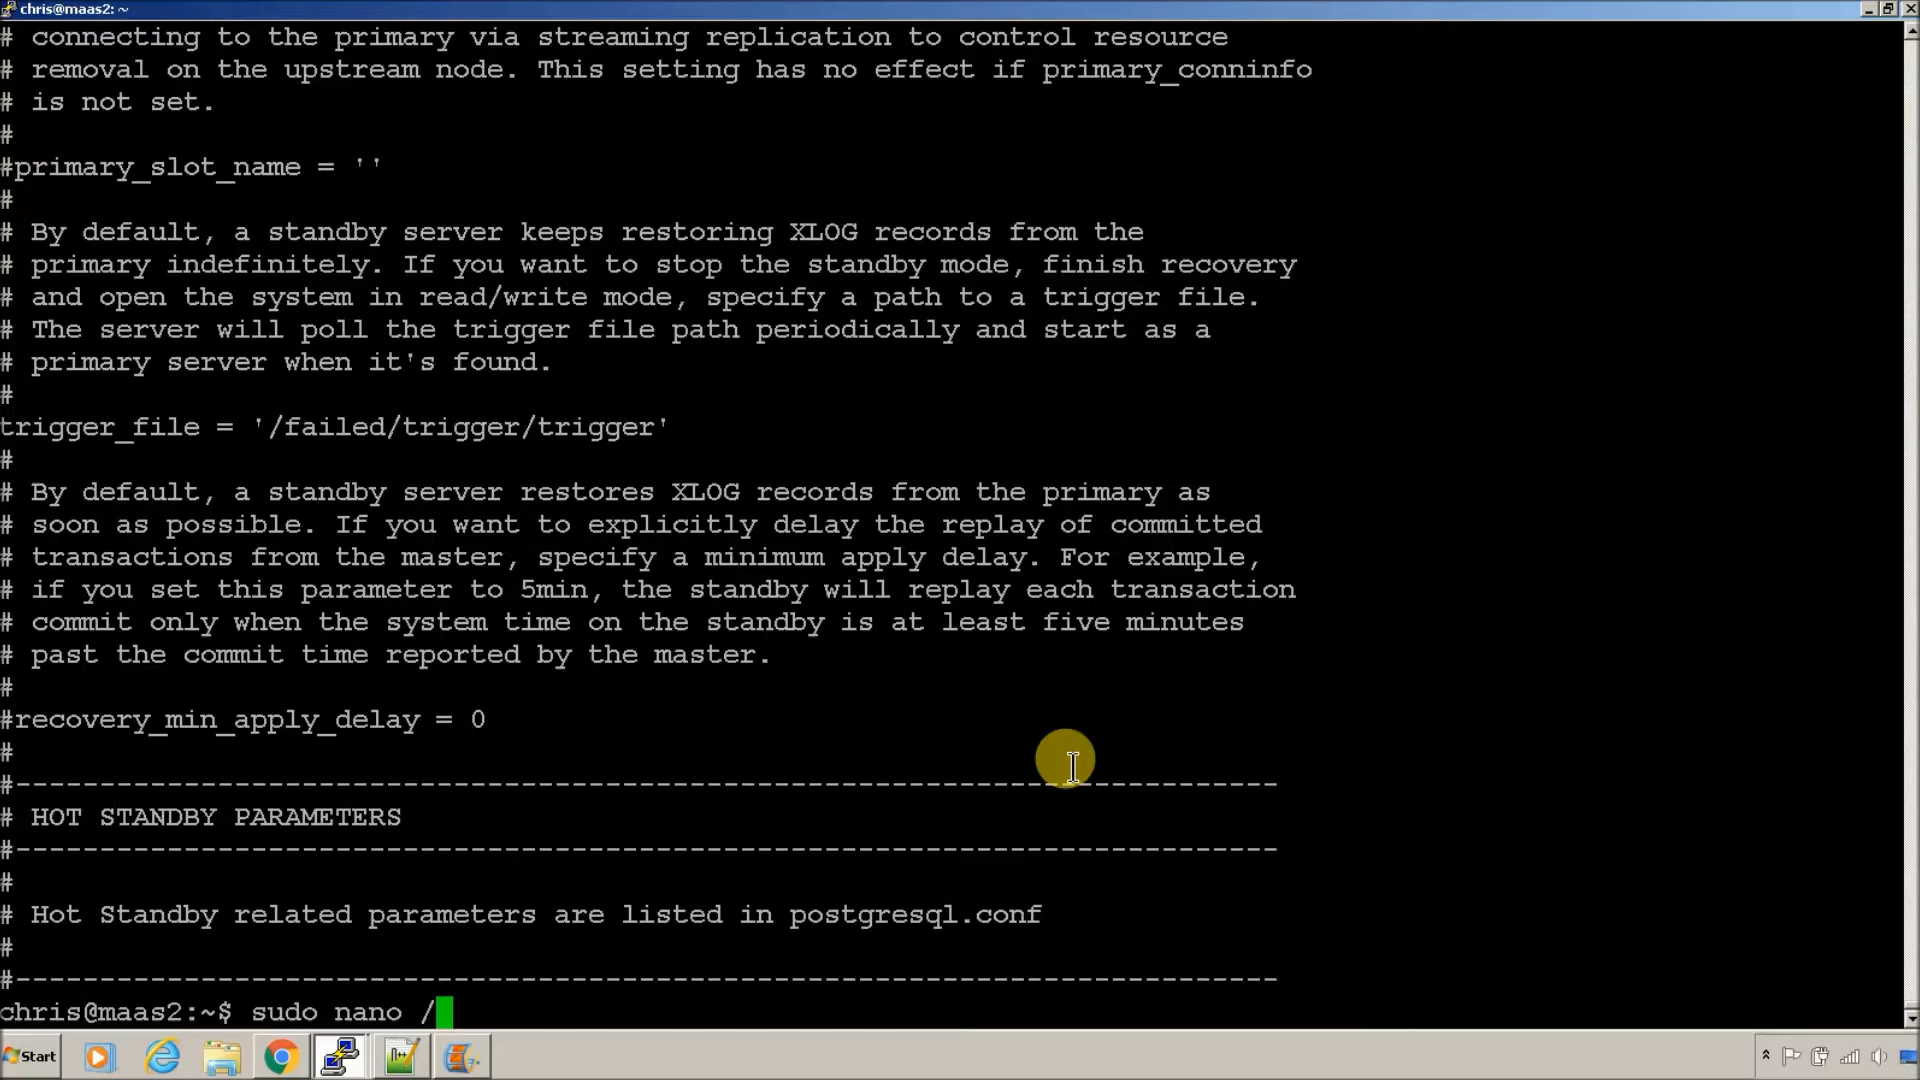 chris@maas2: ~
# connecting to the primary via streaming replication to control resource
# removal on the upstream node. This setting has no effect if primary_conninfo
# is not set.
#
#primary_slot_name = ''
#
# By default, a standby server keeps restoring XLOG records from the
# primary indefinitely. If you want to stop the standby mode, finish recovery
# and open the system in read/write mode, specify a path to a trigger file.
# The server will poll the trigger file path periodically and start as a
# primary server when it's found.
#
trigger_file = '/failed/trigger/trigger'
#
# By default, a standby server restores XLOG records from the primary as
# soon as possible. If you want to explicitly delay the replay of committed
# transactions from the master, specify a minimum apply delay. For example,
# if you set this parameter to 5min, the standby will replay each transaction
# commit only when the system time on the standby is at least five minutes
# past the commit time reported by the master.
#
#recovery_min_apply_delay = 0
#
#---------------------------------------------------------------------------
# HOT STANDBY PARAMETERS
#---------------------------------------------------------------------------
#
# Hot Standby related parameters are listed in postgresql.conf
#
#---------------------------------------------------------------------------
chris@maas2:~$ sudo nano /
Start